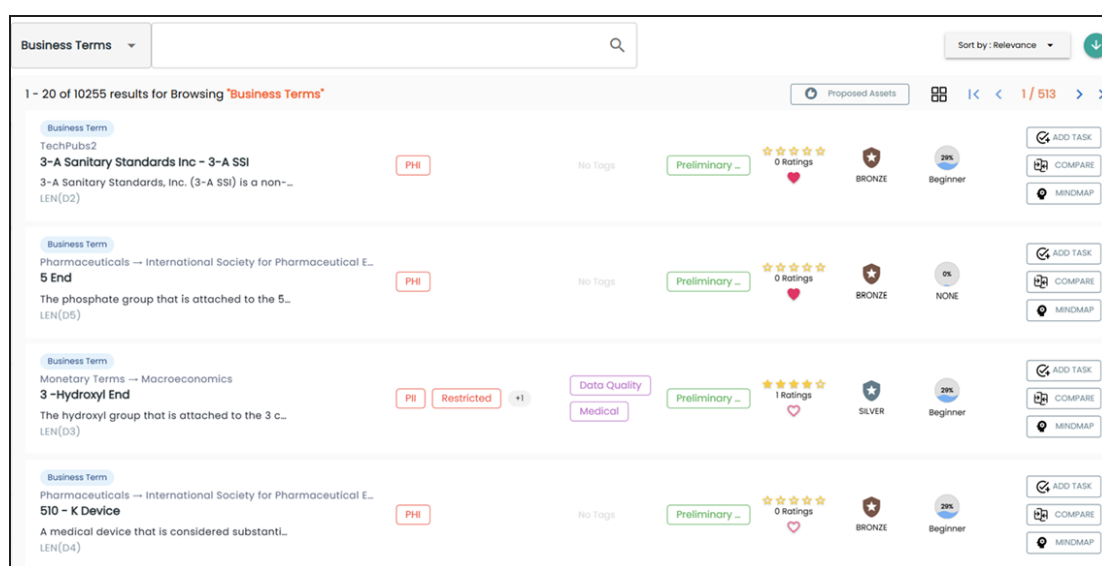 Business Terms
Sort by : Relevance
1 - 20 of 10255 results for Browsing "Business Terms"
Proposed Assets
1 / 513
Business Term
TechPubs2
3-A Sanitary Standards Inc - 3-A SSI
3-A Sanitary Standards, Inc. (3-A SSI) is a non-...
LEN(D2)
PHI
No Tags
Preliminary ...
0 Ratings
BRONZE
29%
Beginner
ADD TASK
COMPARE
MINDMAP
Business Term
Pharmaceuticals → International Society for Pharmaceutical E...
5 End
The phosphate group that is attached to the 5...
LEN(D5)
PHI
No Tags
Preliminary ...
0 Ratings
BRONZE
0%
NONE
ADD TASK
COMPARE
MINDMAP
Business Term
Monetary Terms → Macroeconomics
3 -Hydroxyl End
The hydroxyl group that is attached to the 3 c...
LEN(D3)
PII Restricted +1
Data Quality
Medical
Preliminary ...
1 Ratings
SILVER
29%
Beginner
ADD TASK
COMPARE
MINDMAP
Business Term
Pharmaceuticals → International Society for Pharmaceutical E...
510 - K Device
A medical device that is considered substanti...
LEN(D4)
PHI
No Tags
Preliminary ...
0 Ratings
BRONZE
29%
Beginner
ADD TASK
COMPARE
MINDMAP